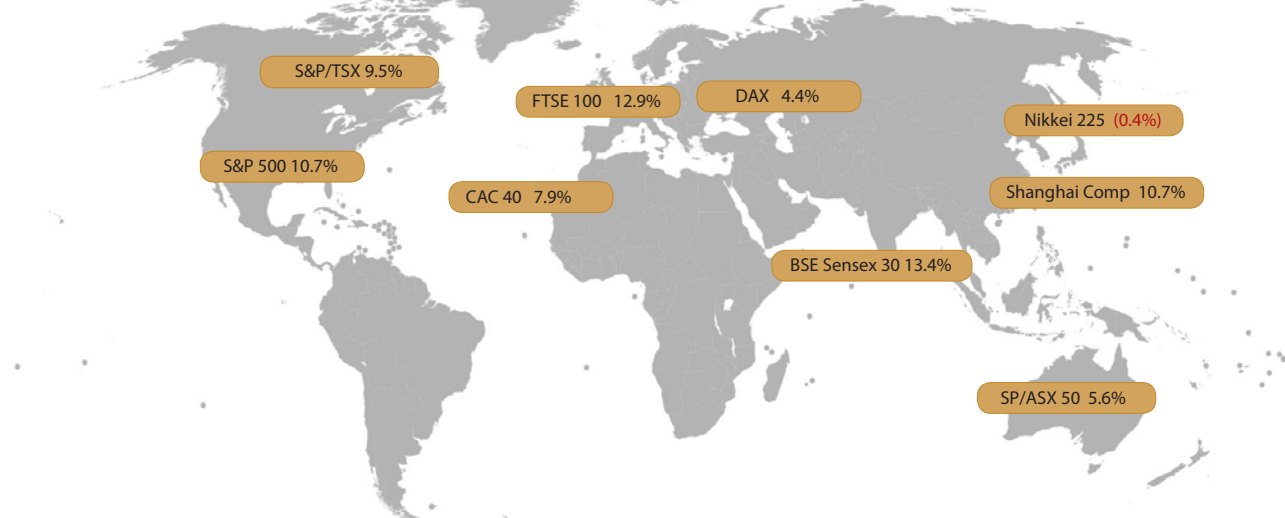 S&P/TSX 9.5%
FTSE 100 12.9%
DAX 4.4%
Nikkei 225 (0.4%)
S&P 500 10.7%
CAC 40 7.9%
Shanghai Comp 10.7%
BSE Sensex 30 13.4%
SP/ASX 50 5.6%